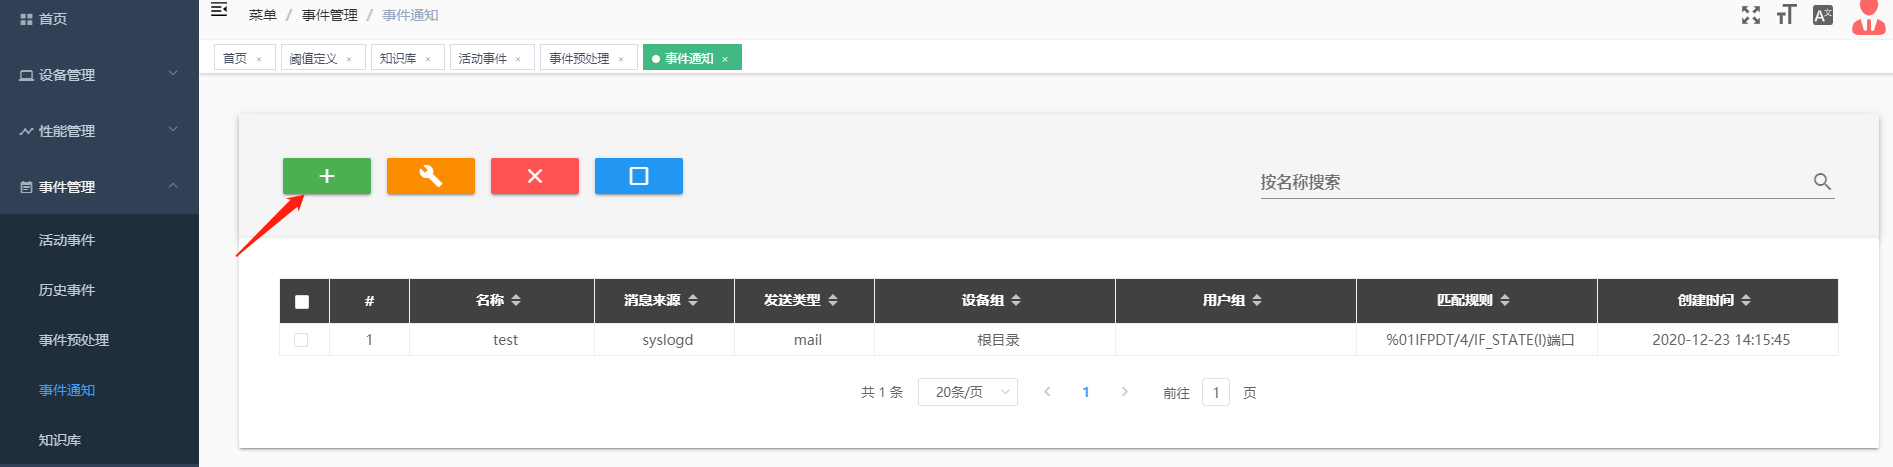 首页
设备管理
性能管理
事件管理
活动事件
历史事件
事件预处理
事件通知
知识库
菜单 / 事件管理 / 事件通知
首页 × 阈值定义 × 知识库 × 活动事件 × 事件预处理 × 事件通知 ×
按名称搜索
# 名称 消息来源 发送类型 设备组 用户组 匹配规则 创建时间
1 test syslogd mail 根目录 %01IFPDT/4/IF_STATE(l)端口 2020-12-23 14:15:45
共 1 条 20条/页 1 前往 1 页